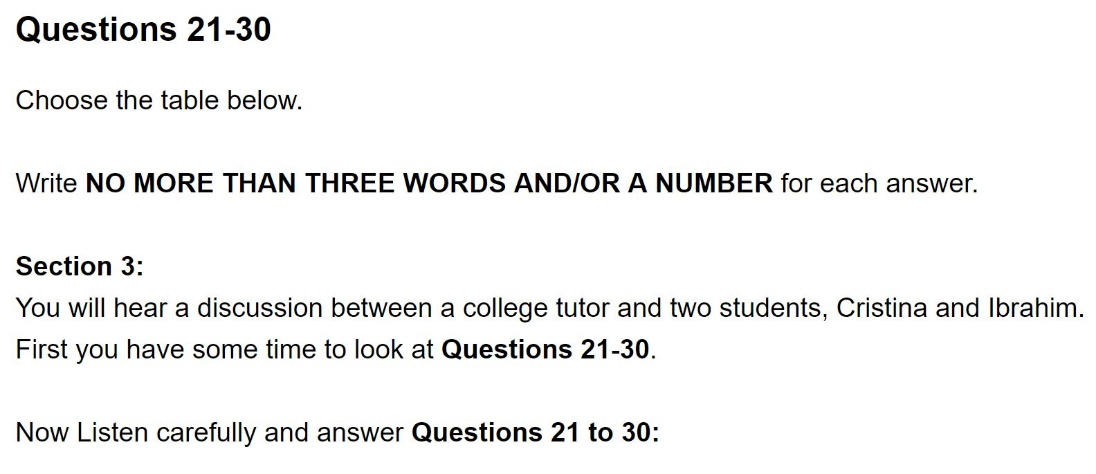 Questions 21-30
Choose the table below.
Write NO MORE THAN THREE WORDS AND/OR A NUMBER for each answer.
Section 3:
You will hear a discussion between a college tutor and two students, Cristina and Ibrahim.
First you have some time to look at Questions 21-30.
Now Listen carefully and answer Questions 21 to 30: